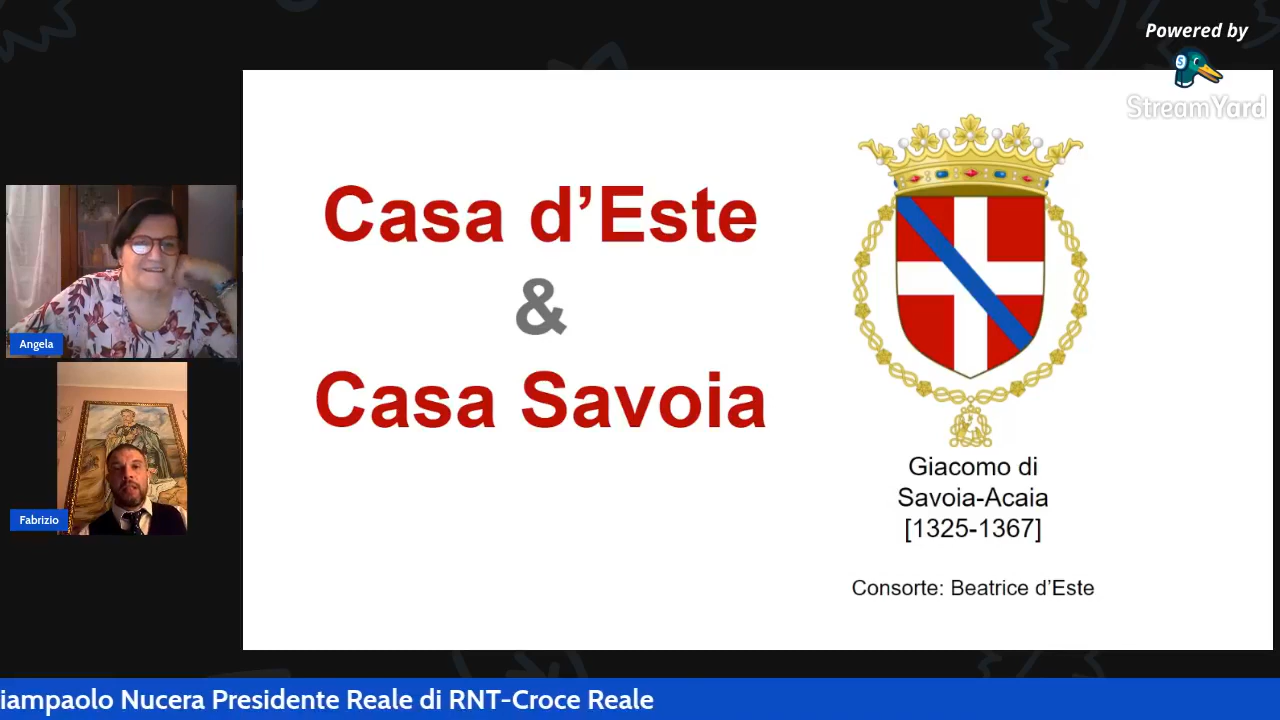 Powered by
StreamYard
Casa d’Este
&
Casa Savoia
Giacomo di
Savoia-Acaia
[1325-1367]
Consorte: Beatrice d’Este
Angela
Fabrizio
iampaolo Nucera Presidente Reale di RNT-Croce Reale